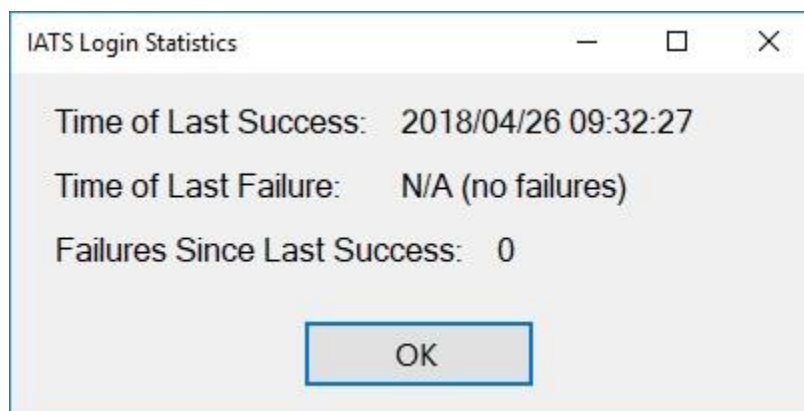 IATS Login Statistics
Time of Last Success: 2018/04/26 09:32:27
Time of Last Failure: N/A (no failures)
Failures Since Last Success: 0
OK